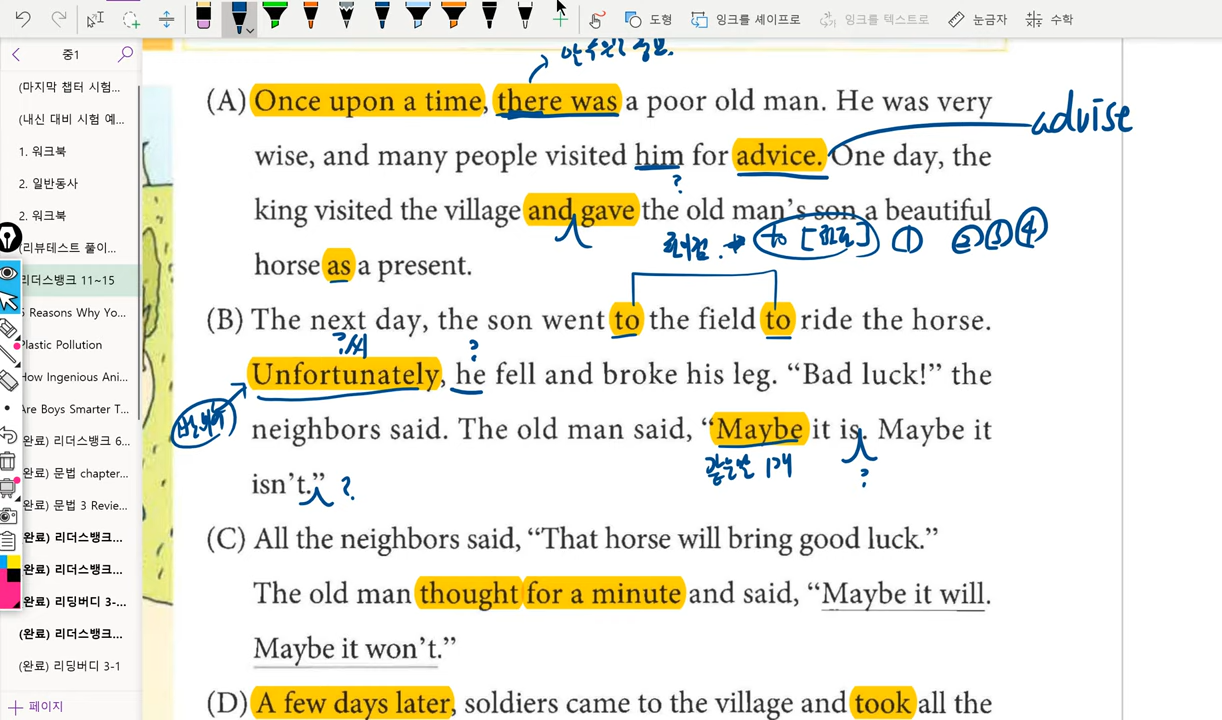 도형
잉크를 셰이프로
잉크를 텍스트로
눈금자
수학
중1
(마지막 챕터 시험...
(내신 대비 시험 예...
1. 워크북
2. 일반동사
2. 워크북
(리뷰테스트 풀이...
리더스뱅크 11~15
6 Reasons Why Yo...
Plastic Pollution
How Ingenious Ani...
Are Boys Smarter T...
완료) 리더스뱅크 6...
완료) 문법 chapter...
완료) 문법 3 Revie...
완료) 리더스뱅크...
완료) 리더스뱅크...
완료) 리딩버디 3-...
완료) 리더스뱅크...
(완료) 리딩버디 3-1
페이지
(A) Once upon a time, there was a poor old man. He was very
advise
wise, and many people visited him for advice. One day, the
?
king visited the village and gave the old man's son a beautiful
to ① ② ③ ④
horse as a present.
(B) The next day, the son went to the field to ride the horse.
?
Unfortunately, he fell and broke his leg. “Bad luck!” the
neighbors said. The old man said, “Maybe it is. Maybe it
?
isn't.” ?
(C) All the neighbors said, “That horse will bring good luck.”
The old man thought for a minute and said, “Maybe it will.
Maybe it won't.”
(D) A few days later, soldiers came to the village and took all the